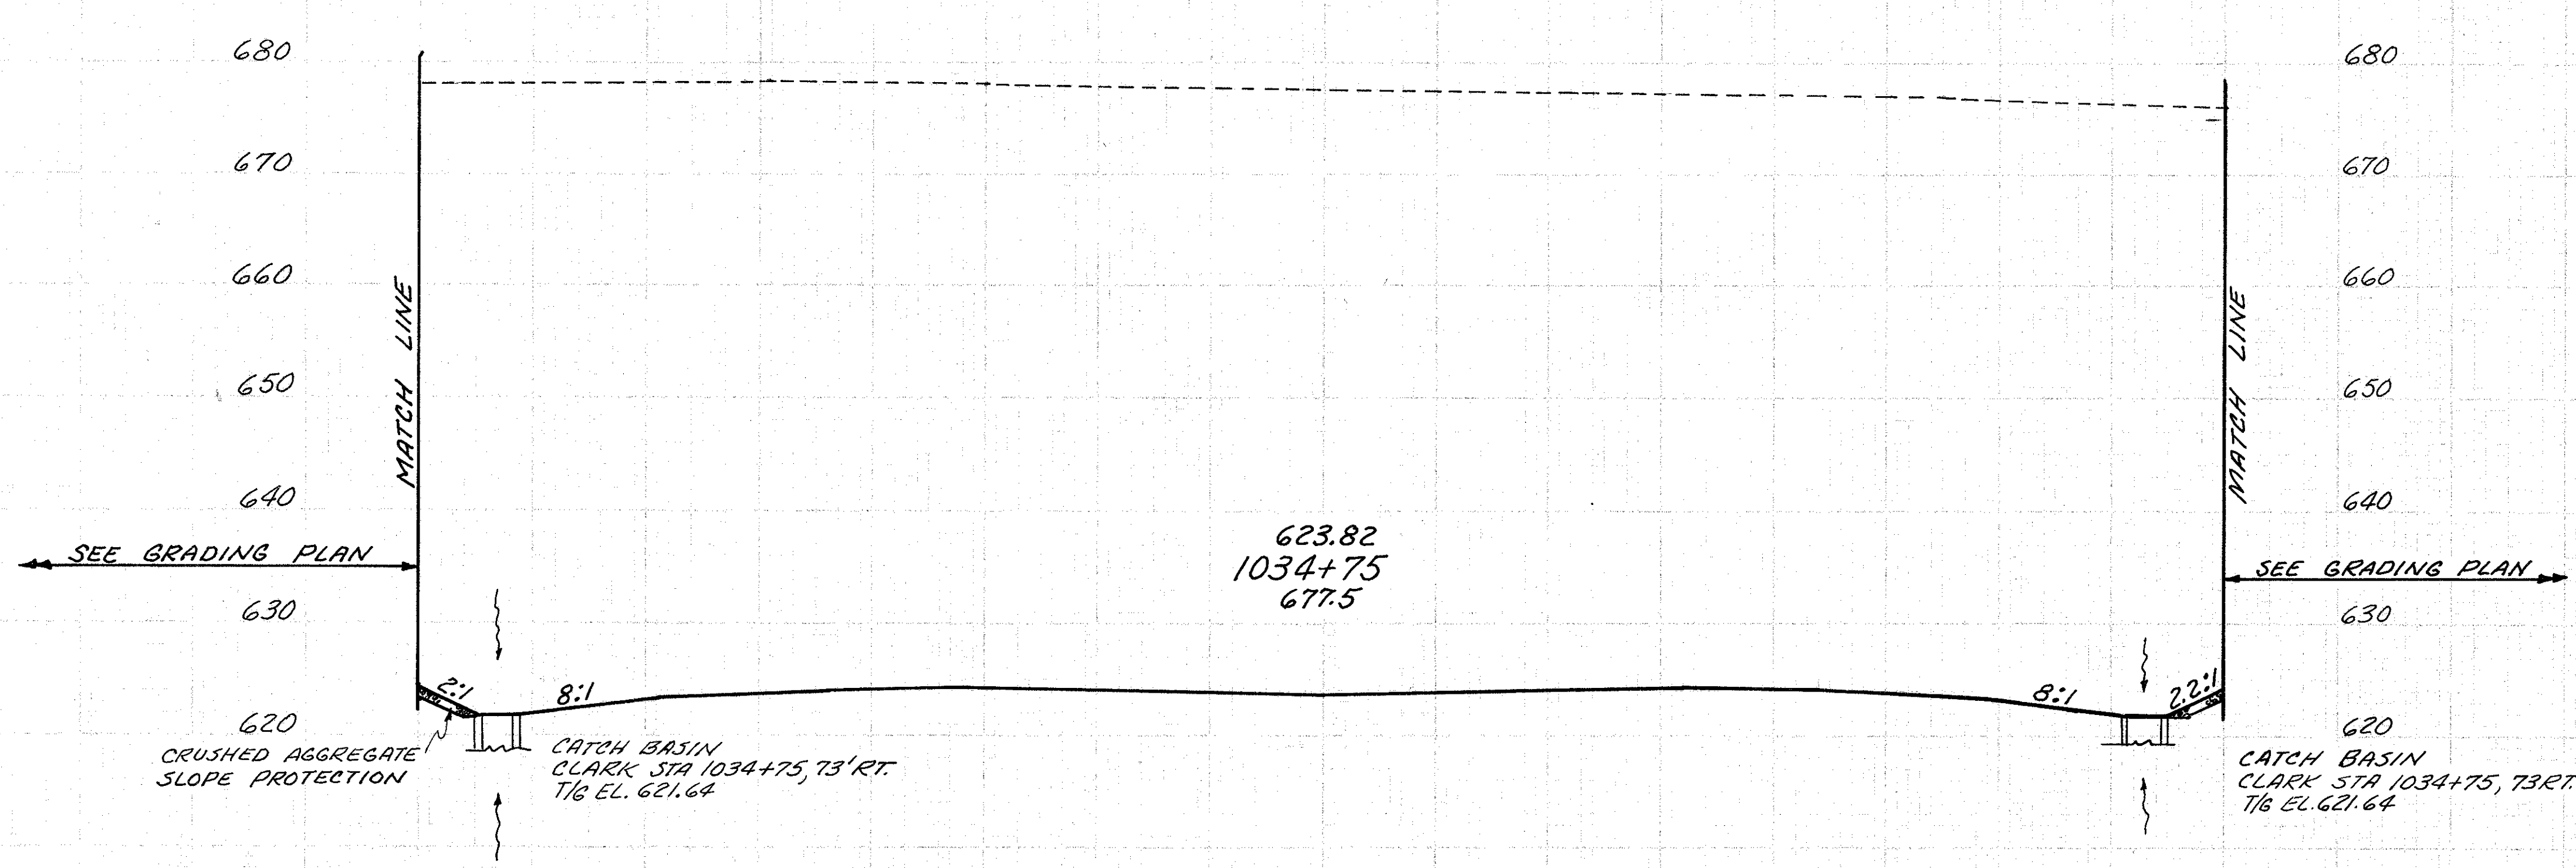 680
680
670
670
660
660
MATCH LINE
MATCH LINE
650
650
640
640
623.82
1034+75
677.5
SEE GRADING PLAN
SEE GRADING PLAN
630
630
2:1
8:1
8:1
2.2:1
620
620
CRUSHED AGGREGATE
SLOPE PROTECTION
CATCH BASIN
CLARK STA 1034+75, 73' RT.
T/G EL. 621.64
CATCH BASIN
CLARK STA 1034+75, 73 RT.
T/G EL. 621.64